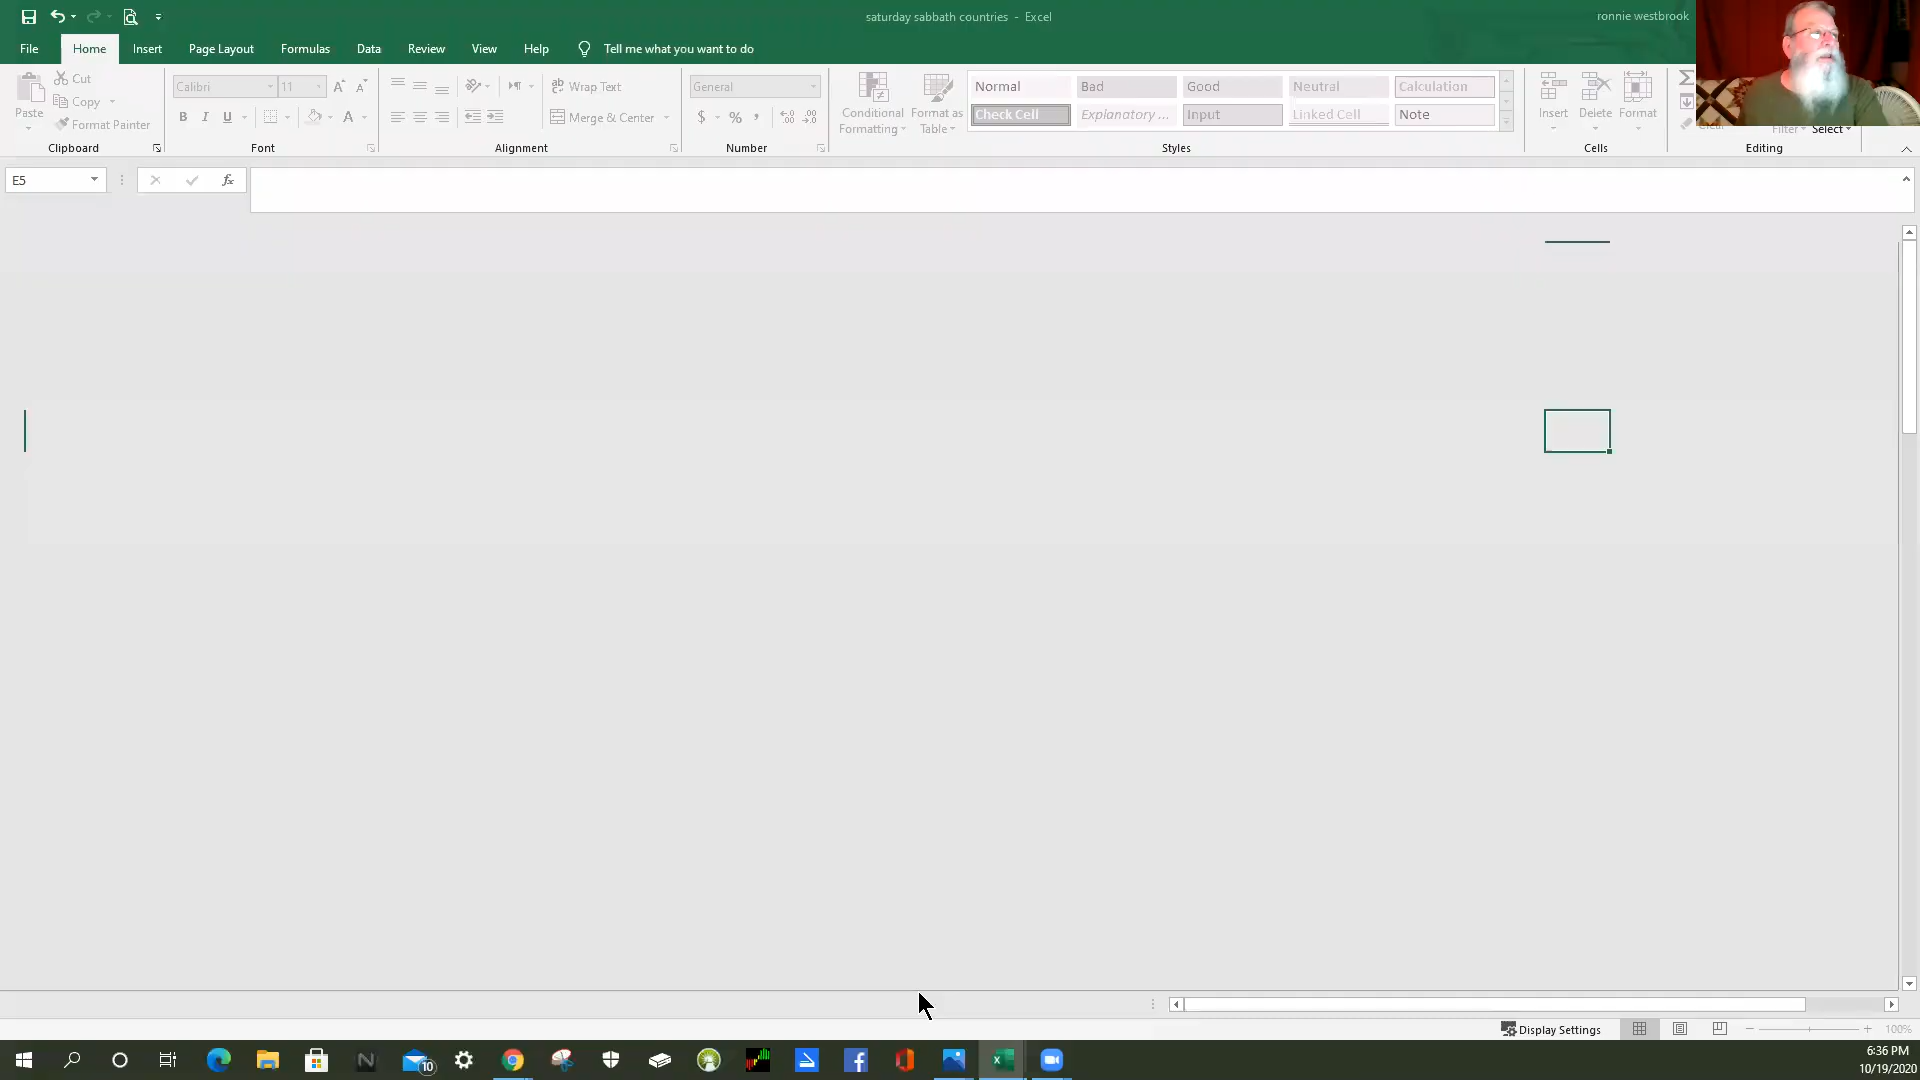 saturday sabbath countries - Excel
ronnie westbrook
File Home Insert Page Layout Formulas Data Review View Help Tell me what you want to do
Paste
Cut
Copy
Format Painter
Clipboard
Calibri 11
B I U
Font
Wrap Text
Merge & Center
Alignment
General
$ % ,
Number
Conditional Formatting
Format as Table
Normal Bad Good Neutral Calculation
Check Cell Explanatory ... Input Linked Cell Note
Styles
Insert Delete Format
Cells
Clear
Filter Select
Editing
E5
fx
Display Settings
100%
10
6:36 PM
10/19/2020